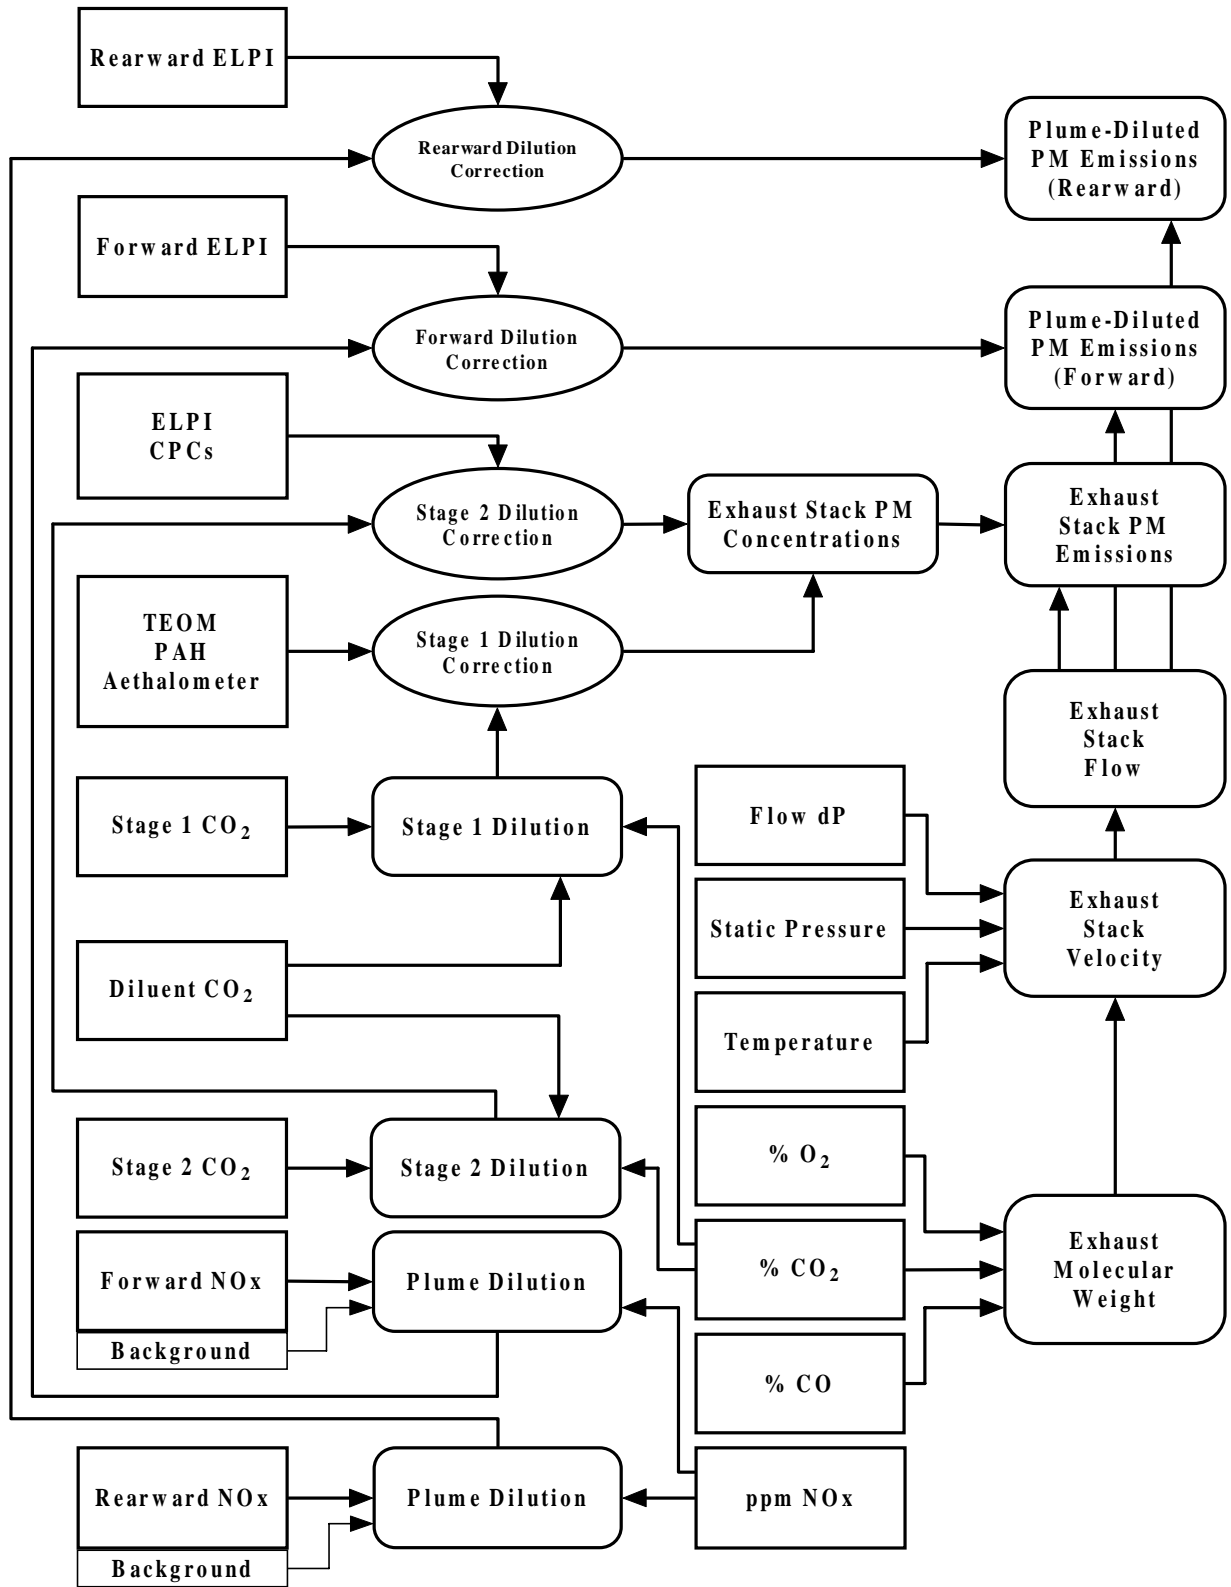 Rearward ELPI
Rearward Dilution
Correction
Plume-Diluted
PM Emissions
(Rearward)
Forward ELPI
Forward Dilution
Correction
Plume-Diluted
PM Emissions
(Forward)
ELPI
CPCs
Stage 2 Dilution
Correction
Exhaust Stack PM
Concentrations
Exhaust
Stack PM
Emissions
TEOM
PAH
Aethalometer
Stage 1 Dilution
Correction
Exhaust
Stack
Flow
Stage 1 CO2
Stage 1 Dilution
Flow dP
Static Pressure
Exhaust
Stack
Velocity
Diluent CO2
Temperature
Stage 2 CO2
Stage 2 Dilution
% O2
Forward NOx
Background
Plume Dilution
% CO2
Exhaust
Molecular
Weight
% CO
Rearward NOx
Background
Plume Dilution
ppm NOx